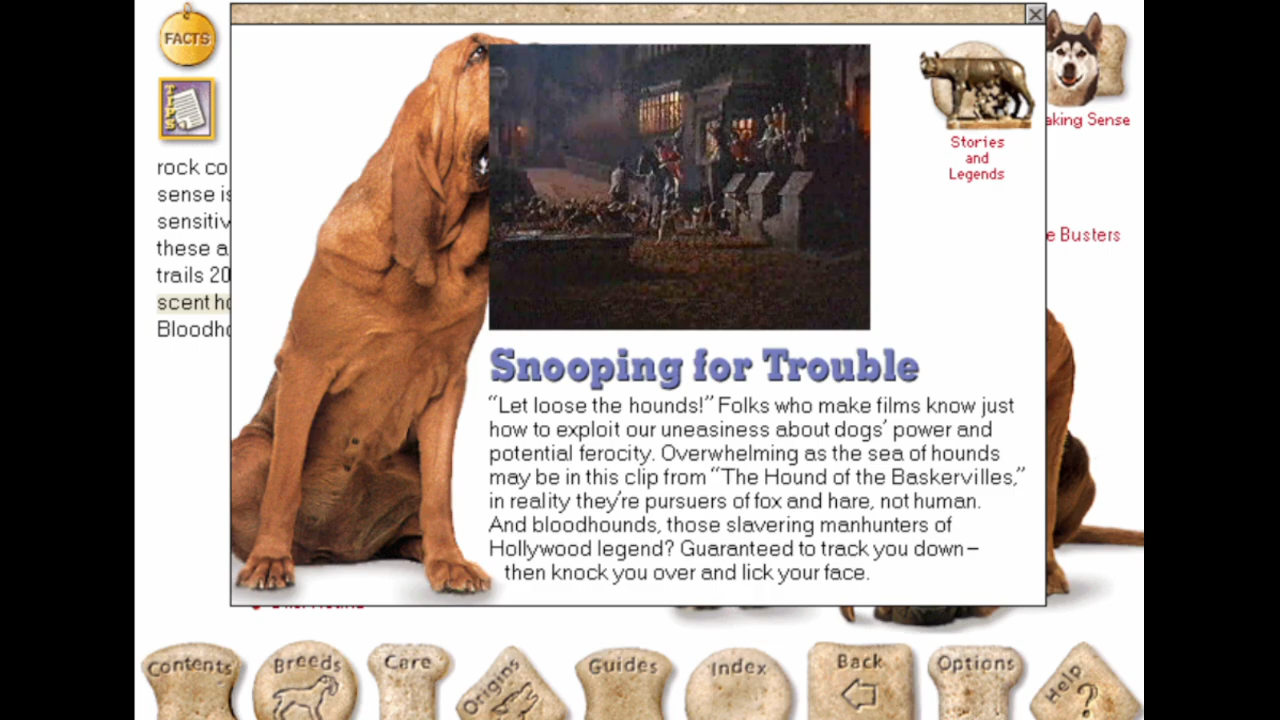 FACTS
TIPS
rock co
sense is
sensitiv
these a
trails 20
scent ho
Bloodho
Stories
and
Legends
aking Sense
e Busters
Snooping for Trouble
“Let loose the hounds!” Folks who make films know just
how to exploit our uneasiness about dogs’ power and
potential ferocity. Overwhelming as the sea of hounds
may be in this clip from “The Hound of the Baskervilles,”
in reality they’re pursuers of fox and hare, not human.
And bloodhounds, those slavering manhunters of
Hollywood legend? Guaranteed to track you down–
then knock you over and lick your face.
Contents
Breeds
Care
Origins
Guides
Index
Back
Options
Help
?